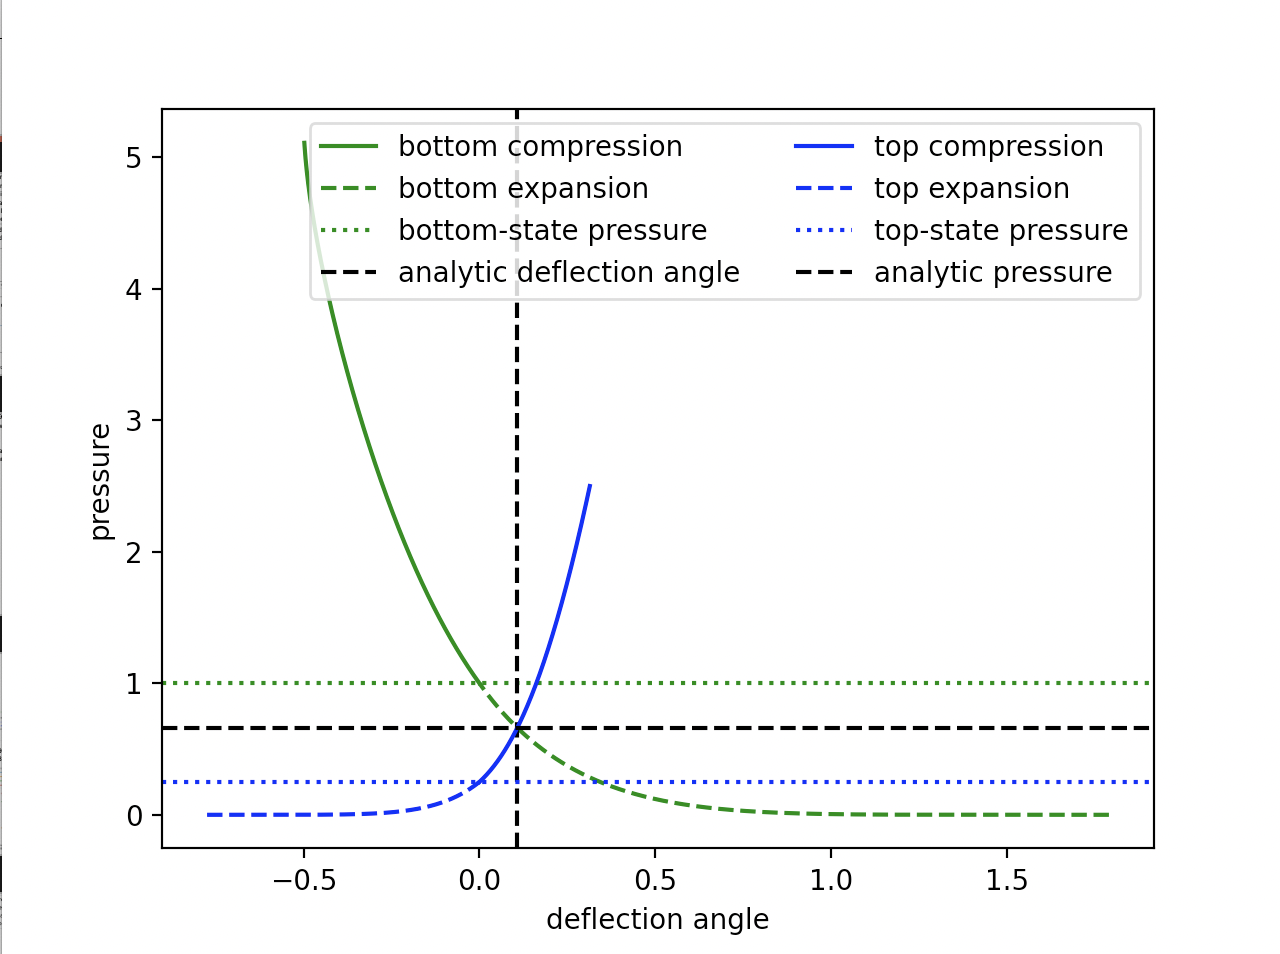 bottom compression
bottom expansion
bottom-state pressure
analytic deflection angle
top compression
top expansion
top-state pressure
analytic pressure
5
4
3
2
1
0
pressure
−0.5
0.0
0.5
1.0
1.5
deflection angle